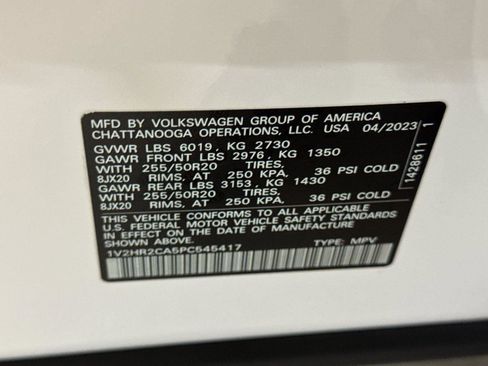 MFD BY VOLKSWAGEN GROUP OF AMERICA
CHATTANOOGA OPERATIONS, LLC. USA 04/2023
GVWR LBS 6019, KG 2730
GAWR FRONT LBS 2976, KG 1350
WITH 255/50R20 TIRES,
8JX20 RIMS, AT 250 KPA, 36 PSI COLD
GAWR REAR LBS 3153, KG 1430
WITH 255/50R20 TIRES,
8JX20 RIMS, AT 250 KPA, 36 PSI COLD
THIS VEHICLE CONFORMS TO ALL APPLICABLE
U.S. FEDERAL MOTOR VEHICLE SAFETY STANDARDS
IN EFFECT ON THE DATE OF MANUFACTURE
SHOWN ABOVE.
1V2HR2CA5PC545417 TYPE: MPV
1428611 1